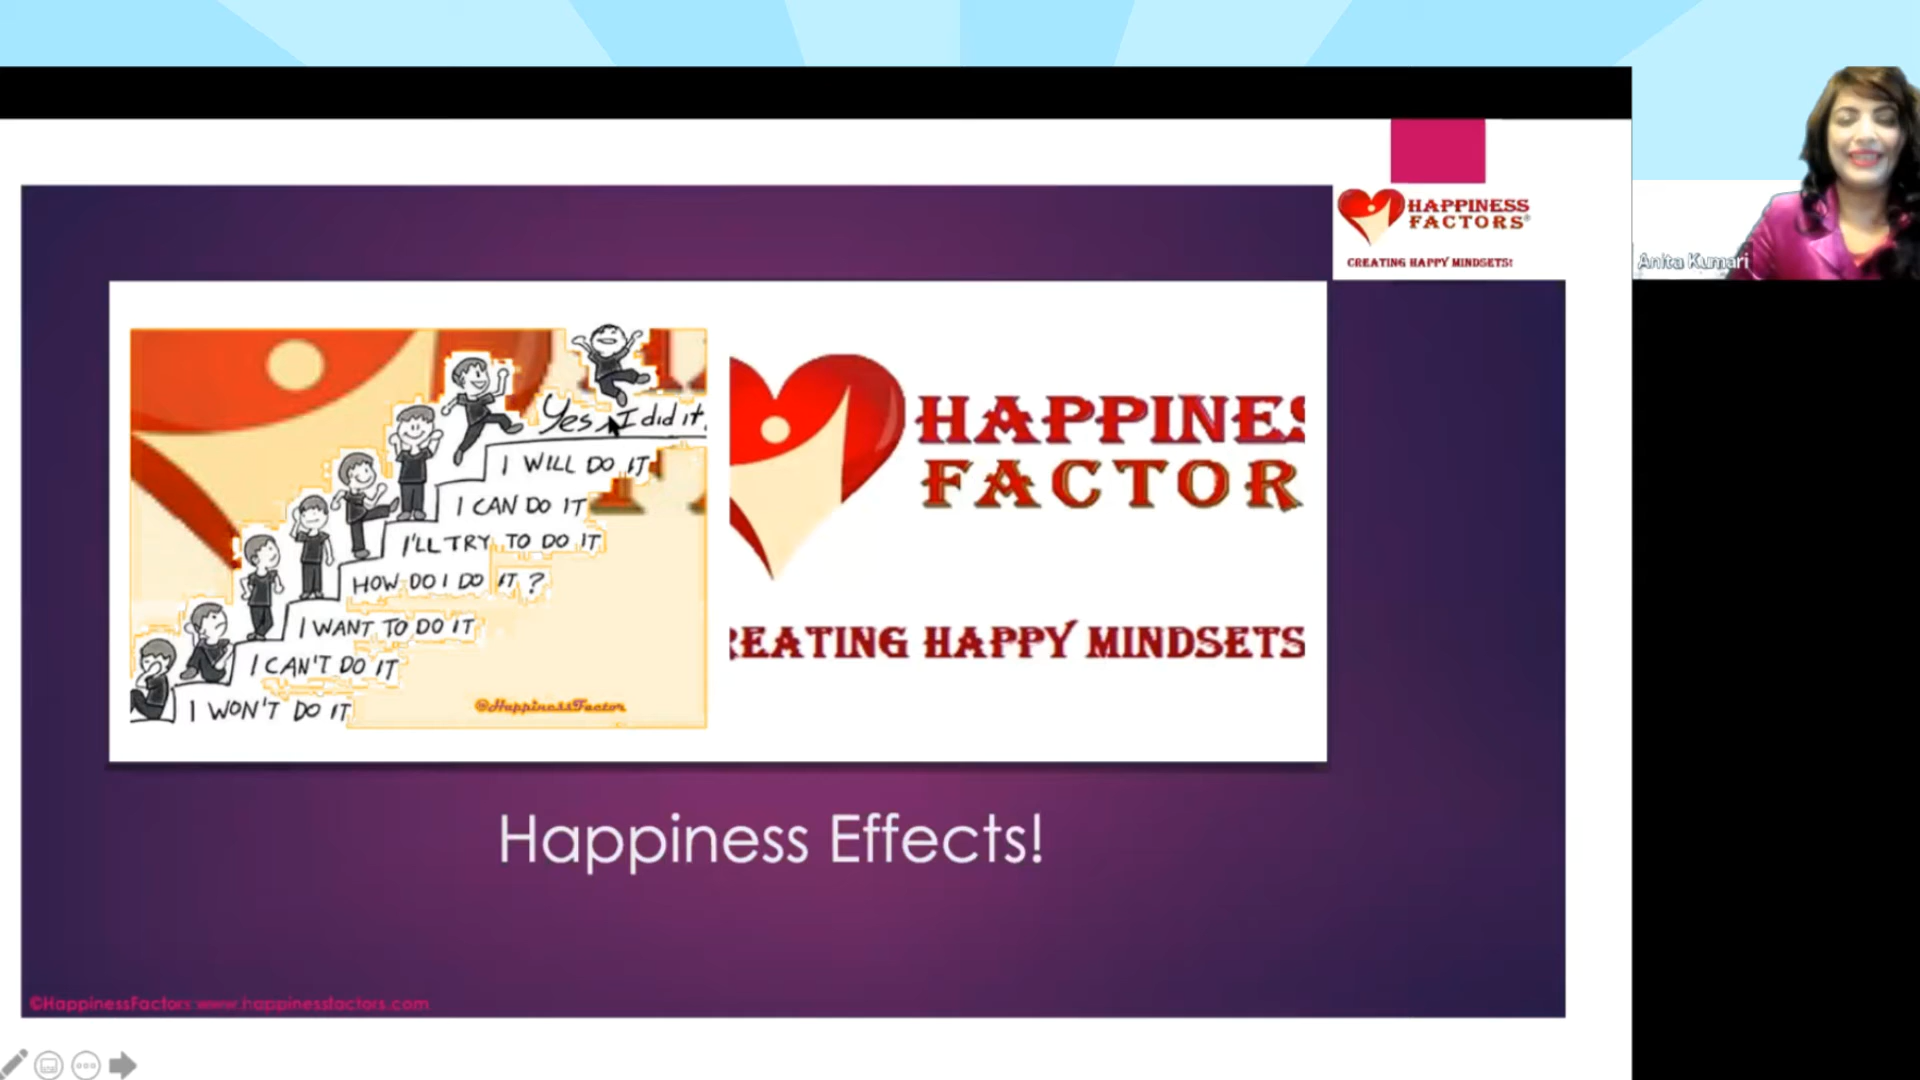 HAPPINESS
FACTORS®
CREATING HAPPY MINDSETS!
Anita Kumari
Yes, I did it.
I WILL DO IT
I CAN DO IT
I'LL TRY TO DO IT
HOW DO I DO IT ?
I WANT TO DO IT
I CAN'T DO IT
I WON'T DO IT
@HappinessFactor
HAPPINES
FACTOR
REATING HAPPY MINDSETS
Happiness Effects!
©HappinessFactors www.happinessfactors.com